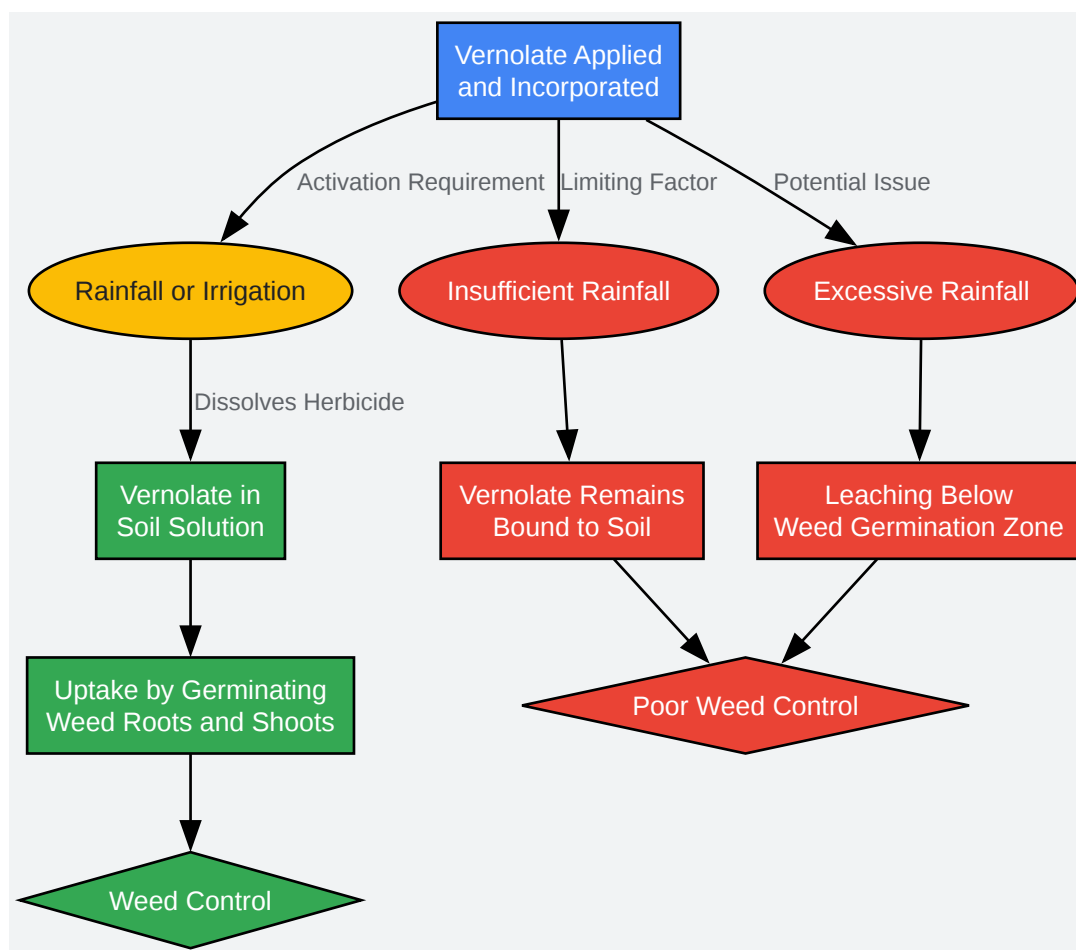 Vernolate Applied
and Incorporated
Activation Requirement
Limiting Factor
Potential Issue
Rainfall or Irrigation
Insufficient Rainfall
Excessive Rainfall
Dissolves Herbicide
Vernolate in
Soil Solution
Vernolate Remains
Bound to Soil
Leaching Below
Weed Germination Zone
Uptake by Germinating
Weed Roots and Shoots
Poor Weed Control
Weed Control